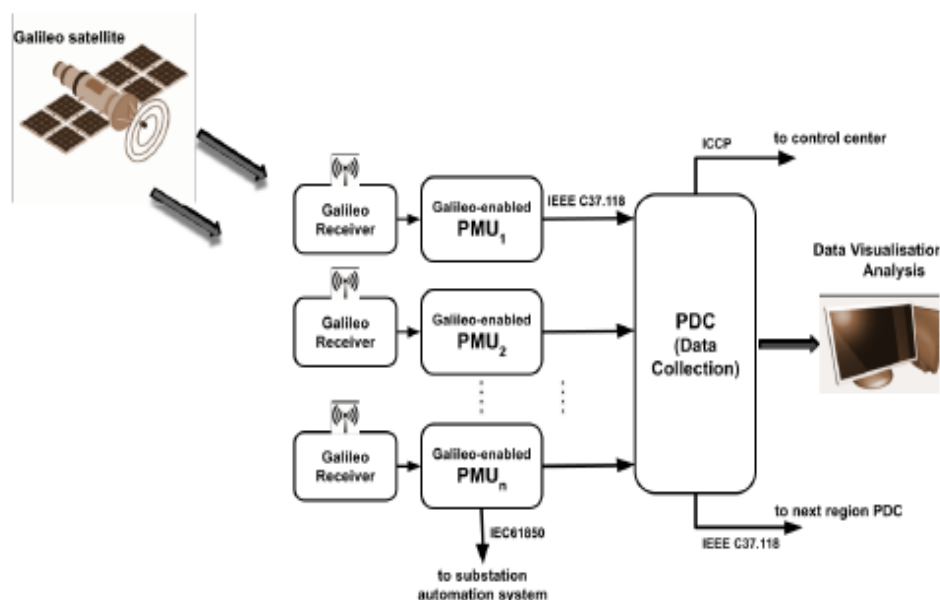 Galileo satellite
ICCP
to control center
Galileo
Receiver
Galileo-enabled
PMU1
IEEE C37.118
Data Visualisation
Analysis
Galileo
Receiver
Galileo-enabled
PMU2
PDC
(Data
Collection)
Galileo
Receiver
Galileo-enabled
PMUn
to next region PDC
IEEE C37.118
IEC61850
to substation
automation system